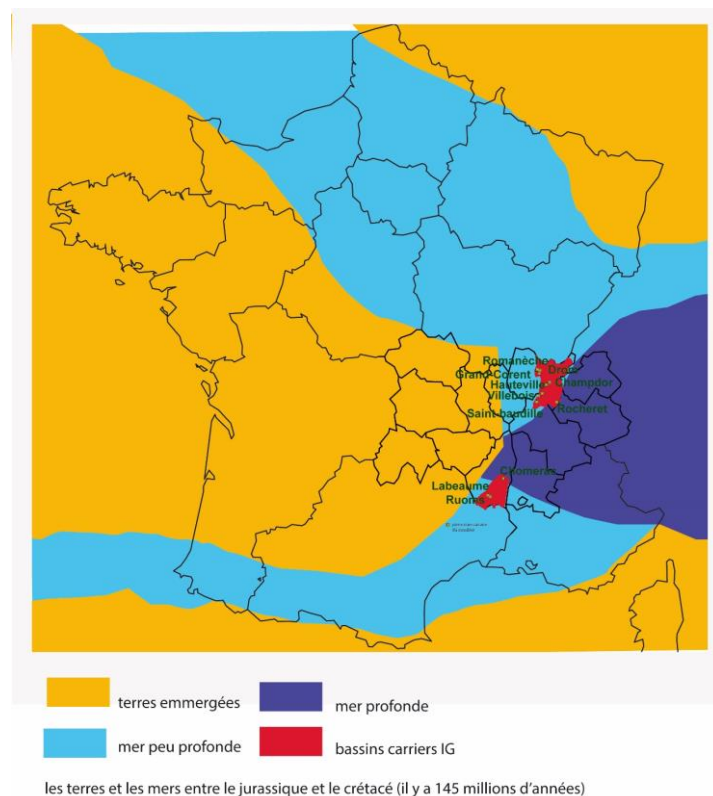 Romanèche
Drom
Grand-Corent
Hauteville
Champdor
Villebois
Saint-baudille
Rocheret
Chomerac
Labeaume
Ruoms
terres emmergées
mer profonde
mer peu profonde
bassins carriers IG
les terres et les mers entre le jurassique et le crétacé (il y a 145 millions d'années)